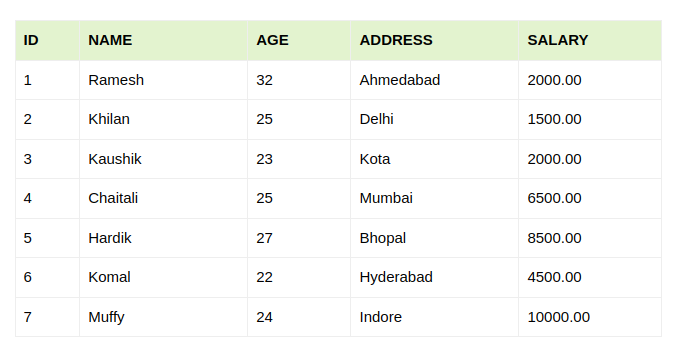 ID NAME AGE ADDRESS SALARY
1 Ramesh 32 Ahmedabad 2000.00
2 Khilan 25 Delhi 1500.00
3 Kaushik 23 Kota 2000.00
4 Chaitali 25 Mumbai 6500.00
5 Hardik 27 Bhopal 8500.00
6 Komal 22 Hyderabad 4500.00
7 Muffy 24 Indore 10000.00